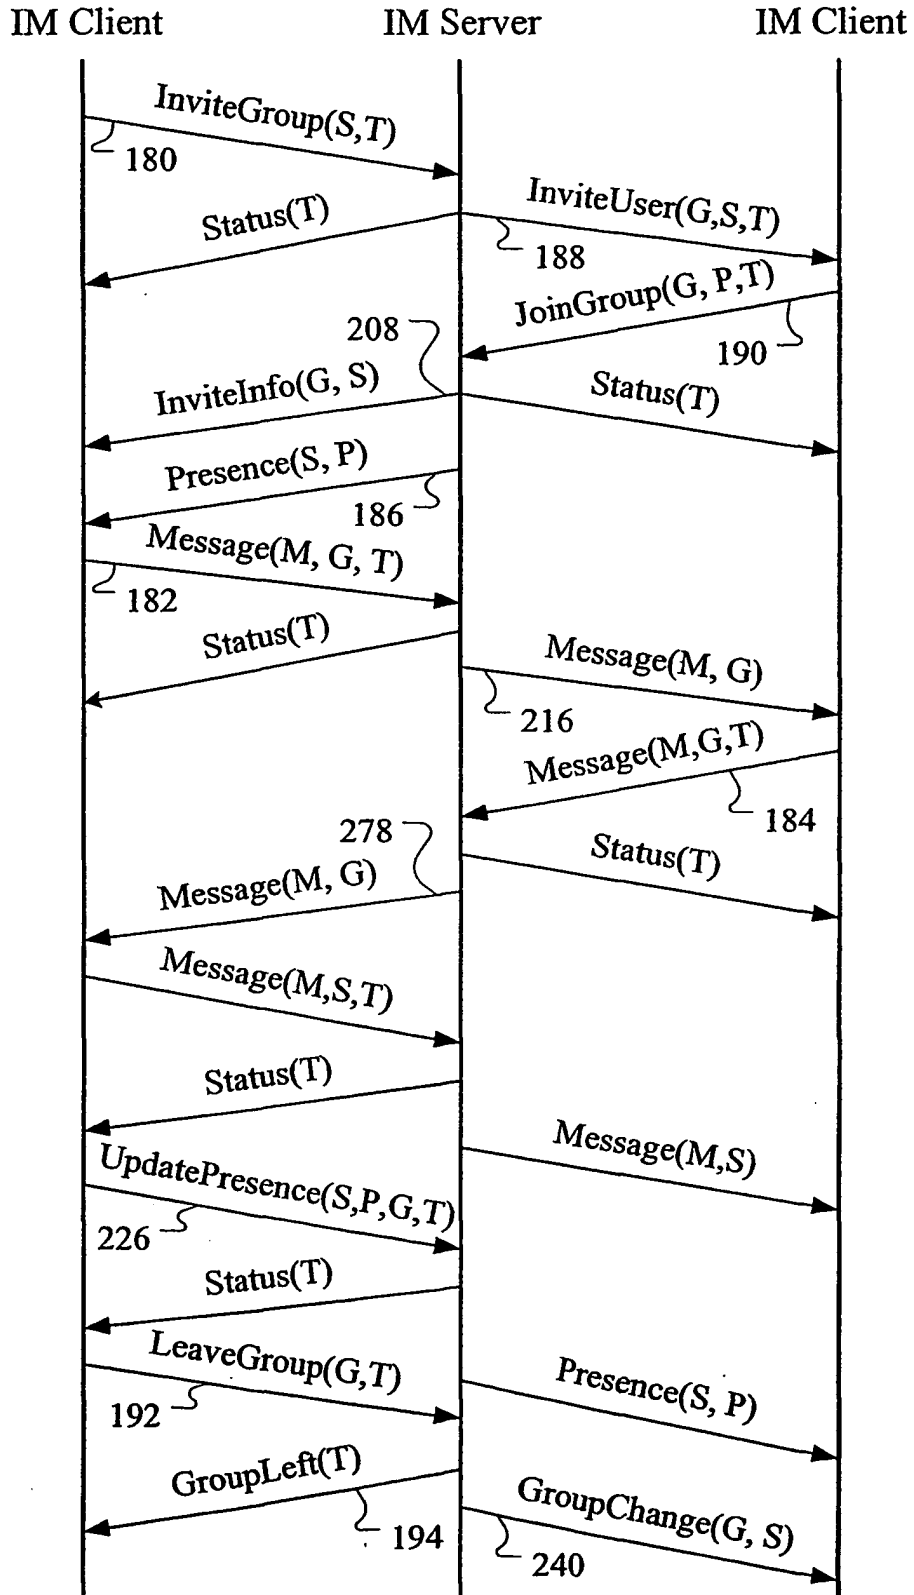 IM Client IM Server IM Client
InviteGroup(S,T)
180
InviteUser(G,S,T)
Status(T)
188
JoinGroup(G, P,T)
208
190
InviteInfo(G, S)
Status(T)
Presence(S, P)
186
Message(M, G, T)
182
Status(T)
Message(M, G)
216
Message(M,G,T)
184
278
Status(T)
Message(M, G)
Message(M,S,T)
Status(T)
Message(M,S)
UpdatePresence(S,P,G,T)
226
Status(T)
LeaveGroup(G,T)
Presence(S, P)
192
GroupLeft(T)
GroupChange(G, S)
194
240